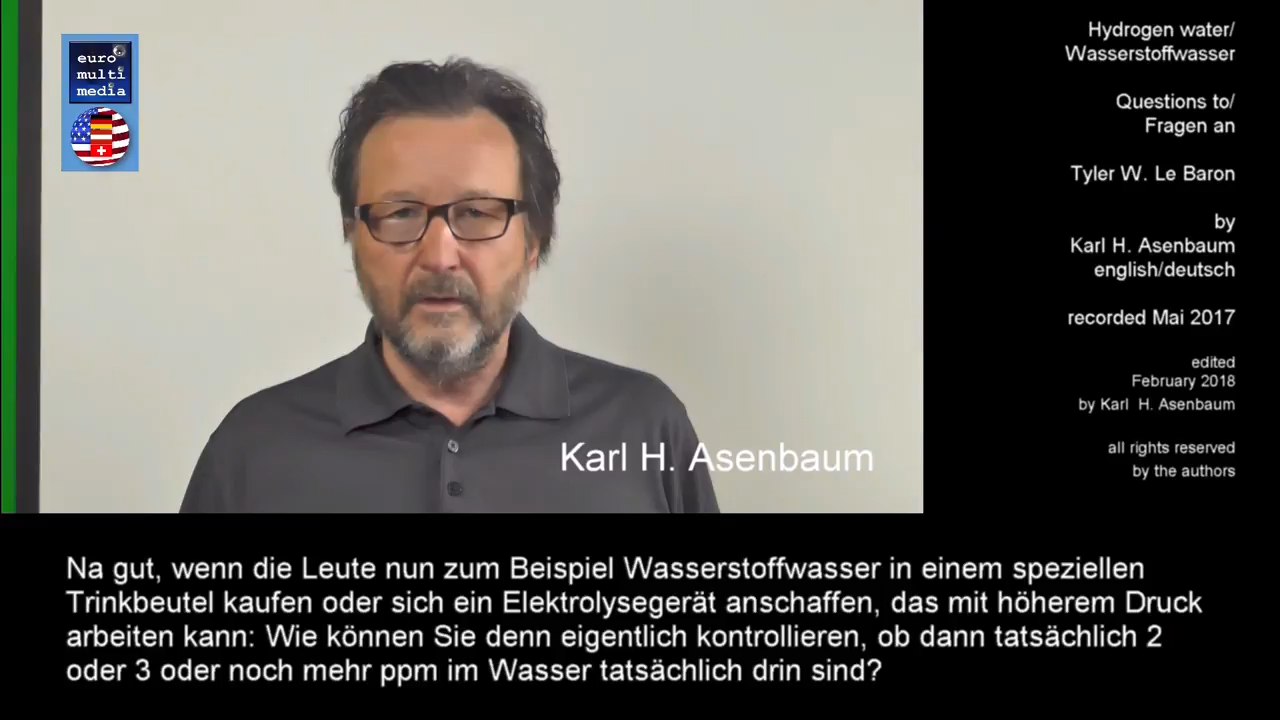 euro
multi
media
Karl H. Asenbaum
Hydrogen water/
Wasserstoffwasser
Questions to/
Fragen an
Tyler W. Le Baron
by
Karl H. Asenbaum
english/deutsch
recorded Mai 2017
edited
February 2018
by Karl H. Asenbaum
all rights reserved
by the authors
Na gut, wenn die Leute nun zum Beispiel Wasserstoffwasser in einem speziellen
Trinkbeutel kaufen oder sich ein Elektrolysegerät anschaffen, das mit höherem Druck
arbeiten kann: Wie können Sie denn eigentlich kontrollieren, ob dann tatsächlich 2
oder 3 oder noch mehr ppm im Wasser tatsächlich drin sind?